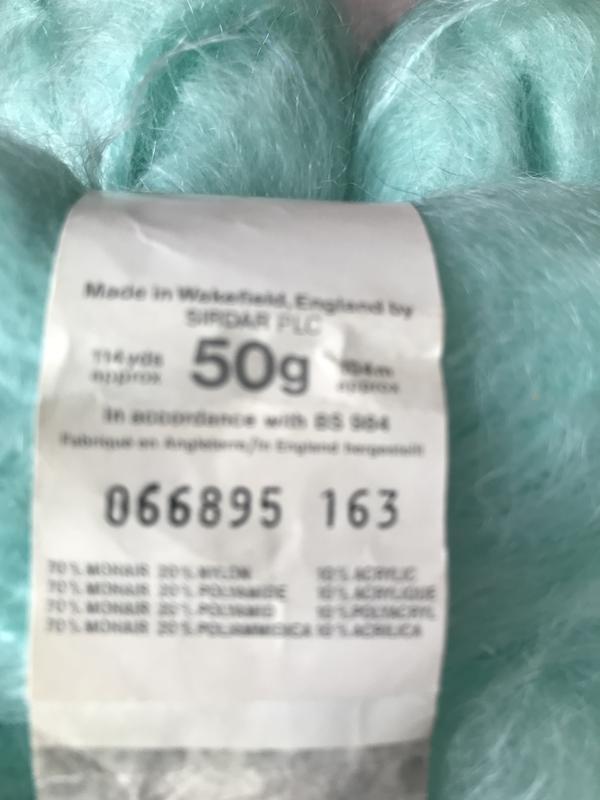 Made in Wakefield, England by
SIRDAR PLC
114yds 50g 104m
approx approx
In accordance with BS 984
Fabriqué en Angleterre/In England hergestellt
066895 163
70% MOHAIR 20% NYLON 10% ACRYLIC
70% MOHAIR 20% POLYAMIDE 10% ACRYLIQUE
70% MOHAIR 20% POLYAMID 10% POLYACRYL
70% MOHAIR 20% POLIAMMIDICA 10% ACRILICA